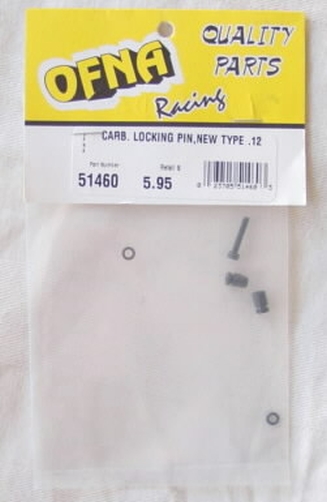 OFNA
Racing
QUALITY
PARTS
CARB. LOCKING PIN,NEW TYPE .12
Part Number
Retail $
51460
5.95